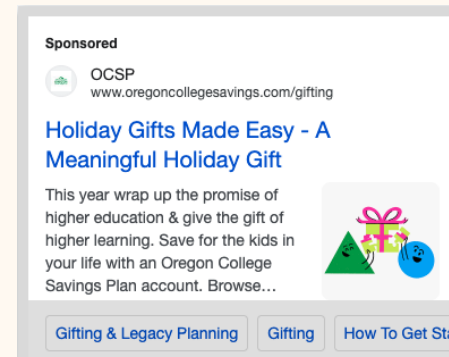 Sponsored
OCSP
www.oregoncollegesavings.com/gifting
Holiday Gifts Made Easy - A
Meaningful Holiday Gift
This year wrap up the promise of
higher education & give the gift of
higher learning. Save for the kids in
your life with an Oregon College
Savings Plan account. Browse...
Gifting & Legacy Planning Gifting How To Get Sta